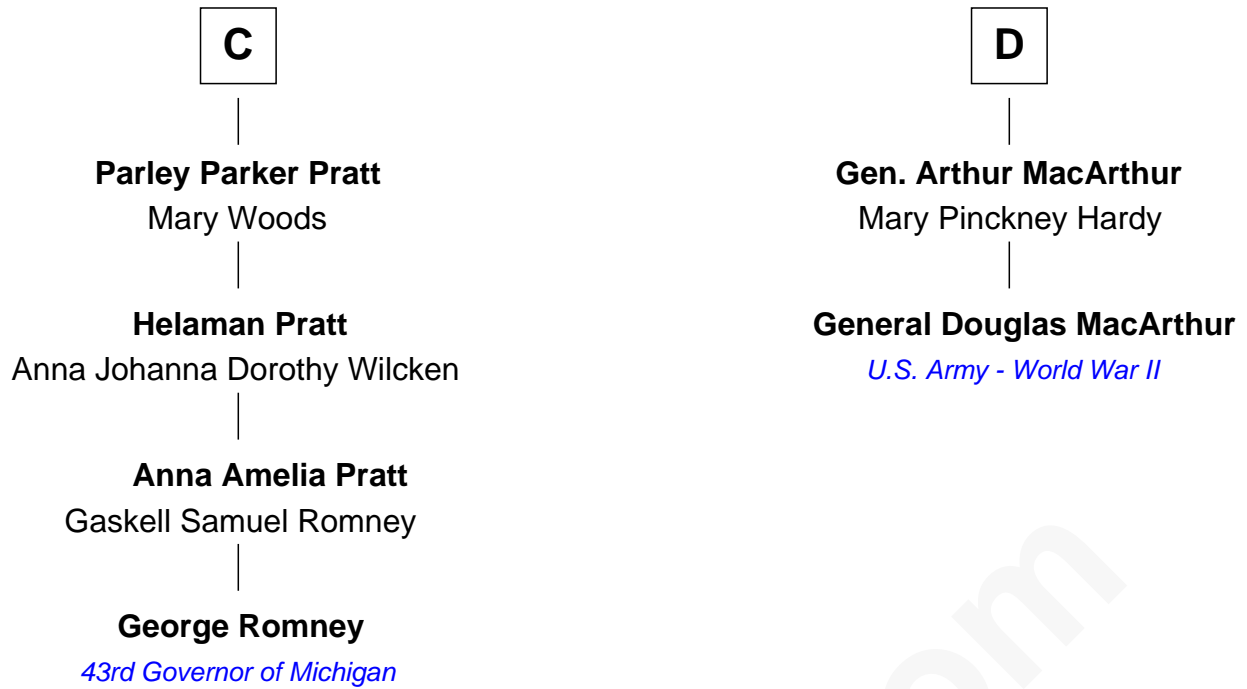 C
Parley Parker Pratt
Mary Woods
Helaman Pratt
Anna Johanna Dorothy Wilcken
Anna Amelia Pratt
Gaskell Samuel Romney
George Romney
43rd Governor of Michigan
D
Gen. Arthur MacArthur
Mary Pinckney Hardy
General Douglas MacArthur
U.S. Army - World War II
om